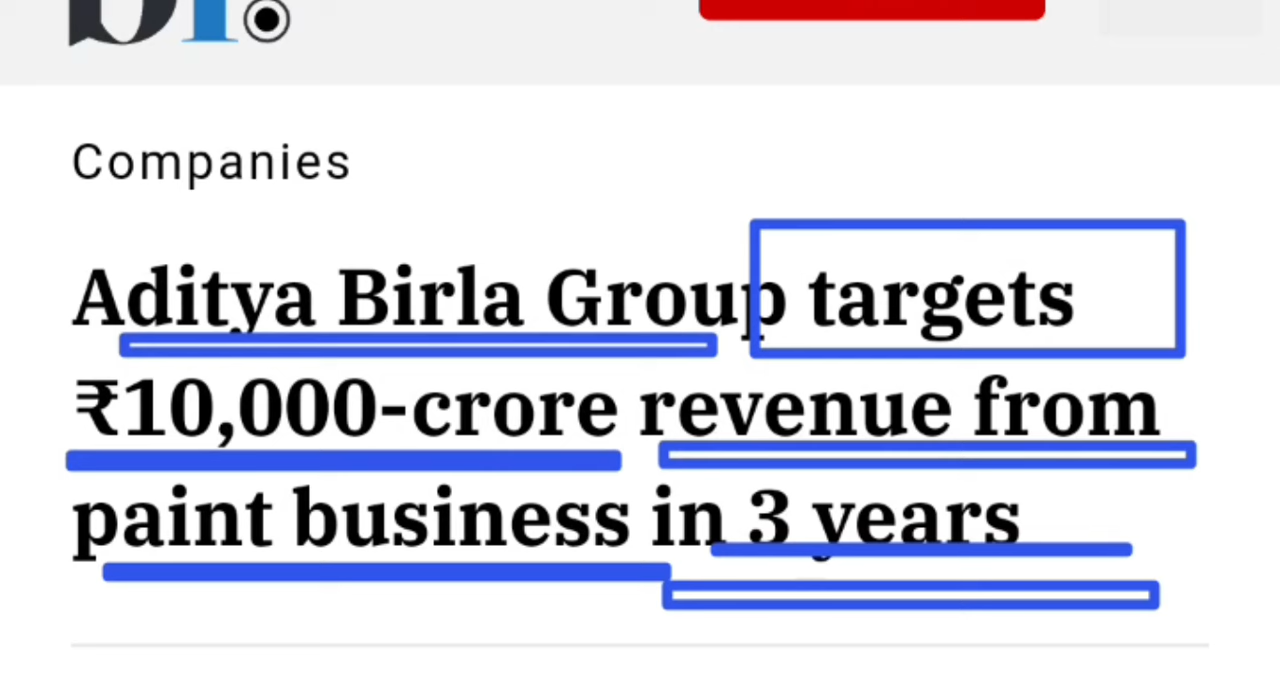 Companies
Aditya Birla Group targets
₹10,000-crore revenue from
paint business in 3 years